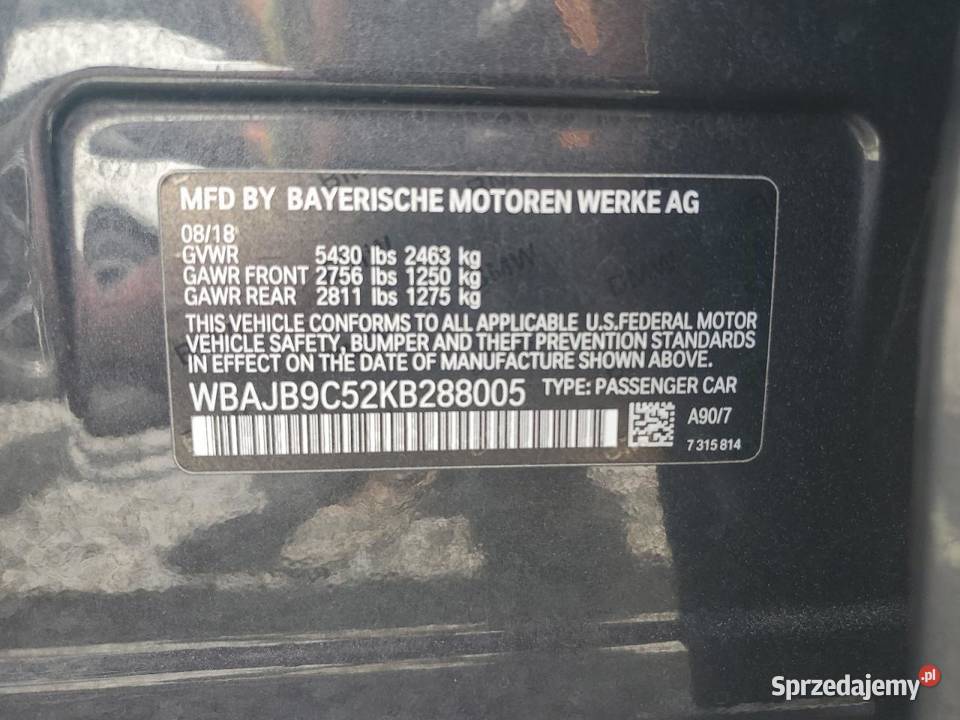 MFD BY BAYERISCHE MOTOREN WERKE AG
08/18
GVWR 5430 lbs 2463 kg
GAWR FRONT 2756 lbs 1250 kg
GAWR REAR 2811 lbs 1275 kg
THIS VEHICLE CONFORMS TO ALL APPLICABLE U.S.FEDERAL MOTOR
VEHICLE SAFETY, BUMPER AND THEFT PREVENTION STANDARDS
IN EFFECT ON THE DATE OF MANUFACTURE SHOWN ABOVE.
WBAJB9C52KB288005 TYPE: PASSENGER CAR
A90/7
7 315 814
Sprzedajemy.pl